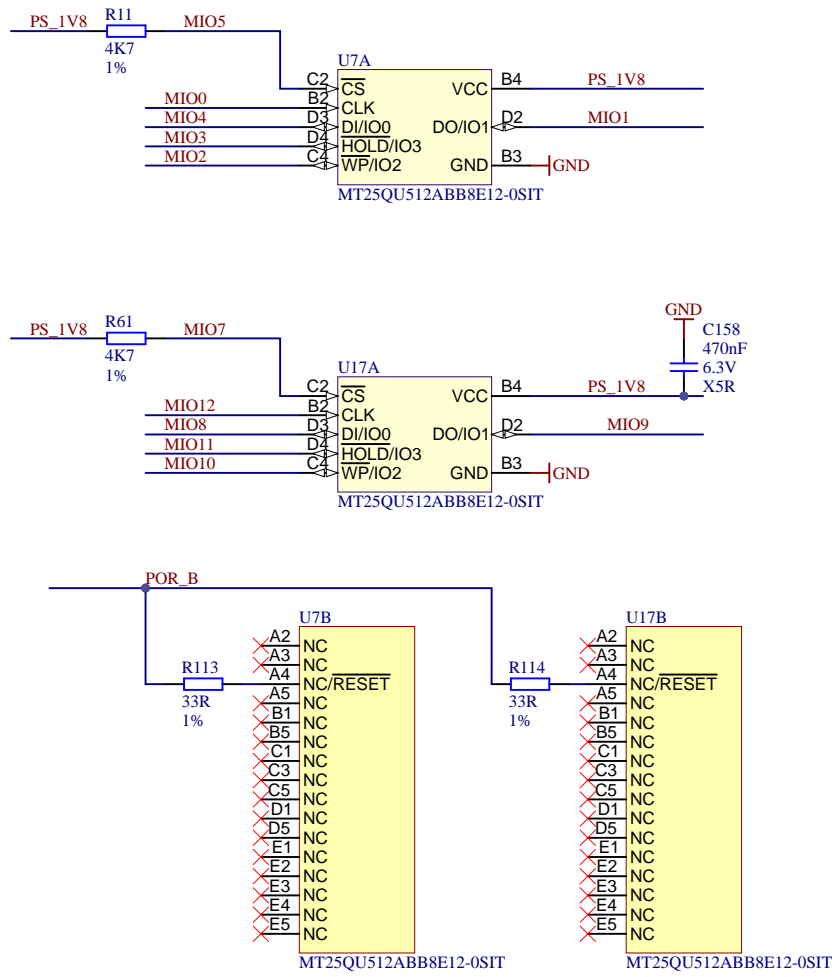 PS_1V8 R11 MIO5
4K7
1%
U7A
C2 CS VCC B4 PS_1V8
MIO0 B2 CLK
MIO4 D3 DI/IO0 DO/IO1 D2 MIO1
MIO3 D4 HOLD/IO3
MIO2 C4 WP/IO2 GND B3 GND
MT25QU512ABB8E12-0SIT
GND
C158
470nF
6.3V
X5R
PS_1V8 R61 MIO7
4K7
1%
U17A
C2 CS VCC B4 PS_1V8
MIO12 B2 CLK
MIO8 D3 DI/IO0 DO/IO1 D2 MIO9
MIO11 D4 HOLD/IO3
MIO10 C4 WP/IO2 GND B3 GND
MT25QU512ABB8E12-0SIT
POR_B
U7B
A2 NC
A3 NC
R113 A4 NC/RESET
33R
1%
A5 NC
B1 NC
B5 NC
C1 NC
C3 NC
C5 NC
D1 NC
D5 NC
E1 NC
E2 NC
E3 NC
E4 NC
E5 NC
MT25QU512ABB8E12-0SIT
U17B
A2 NC
A3 NC
R114 A4 NC/RESET
33R
1%
A5 NC
B1 NC
B5 NC
C1 NC
C3 NC
C5 NC
D1 NC
D5 NC
E1 NC
E2 NC
E3 NC
E4 NC
E5 NC
MT25QU512ABB8E12-0SIT